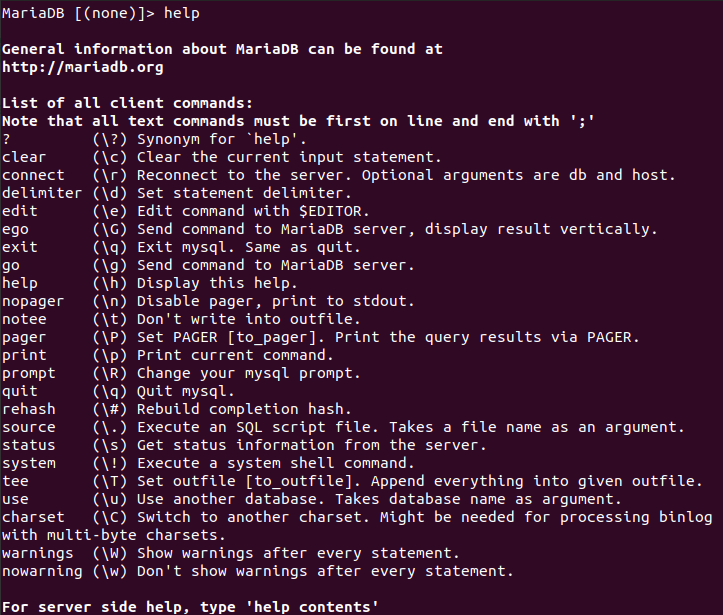 MariaDB [(none)]> help
General information about MariaDB can be found at
http://mariadb.org
List of all client commands:
Note that all text commands must be first on line and end with ';'
? (\?) Synonym for `help'.
clear (\c) Clear the current input statement.
connect (\r) Reconnect to the server. Optional arguments are db and host.
delimiter (\d) Set statement delimiter.
edit (\e) Edit command with $EDITOR.
ego (\G) Send command to MariaDB server, display result vertically.
exit (\q) Exit mysql. Same as quit.
go (\g) Send command to MariaDB server.
help (\h) Display this help.
nopager (\n) Disable pager, print to stdout.
notee (\t) Don't write into outfile.
pager (\P) Set PAGER [to_pager]. Print the query results via PAGER.
print (\p) Print current command.
prompt (\R) Change your mysql prompt.
quit (\q) Quit mysql.
rehash (\#) Rebuild completion hash.
source (\.) Execute an SQL script file. Takes a file name as an argument.
status (\s) Get status information from the server.
system (\!) Execute a system shell command.
tee (\T) Set outfile [to_outfile]. Append everything into given outfile.
use (\u) Use another database. Takes database name as argument.
charset (\C) Switch to another charset. Might be needed for processing binlog
with multi-byte charsets.
warnings (\W) Show warnings after every statement.
nowarning (\w) Don't show warnings after every statement.
For server side help, type 'help contents'